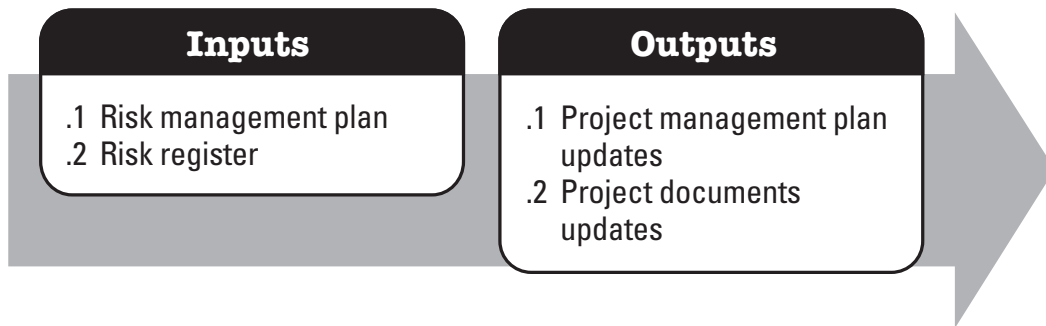 Inputs
.1 Risk management plan
.2 Risk register
Outputs
.1 Project management plan
updates
.2 Project documents
updates